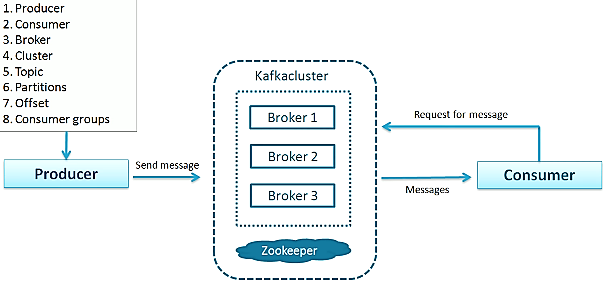 1. Producer
2. Consumer
3. Broker
4. Cluster
5. Topic
6. Partitions
7. Offset
8. Consumer groups
Kafkacluster
Broker 1
Broker 2
Broker 3
Zookeeper
Producer
Send message
Request for message
Messages
Consumer